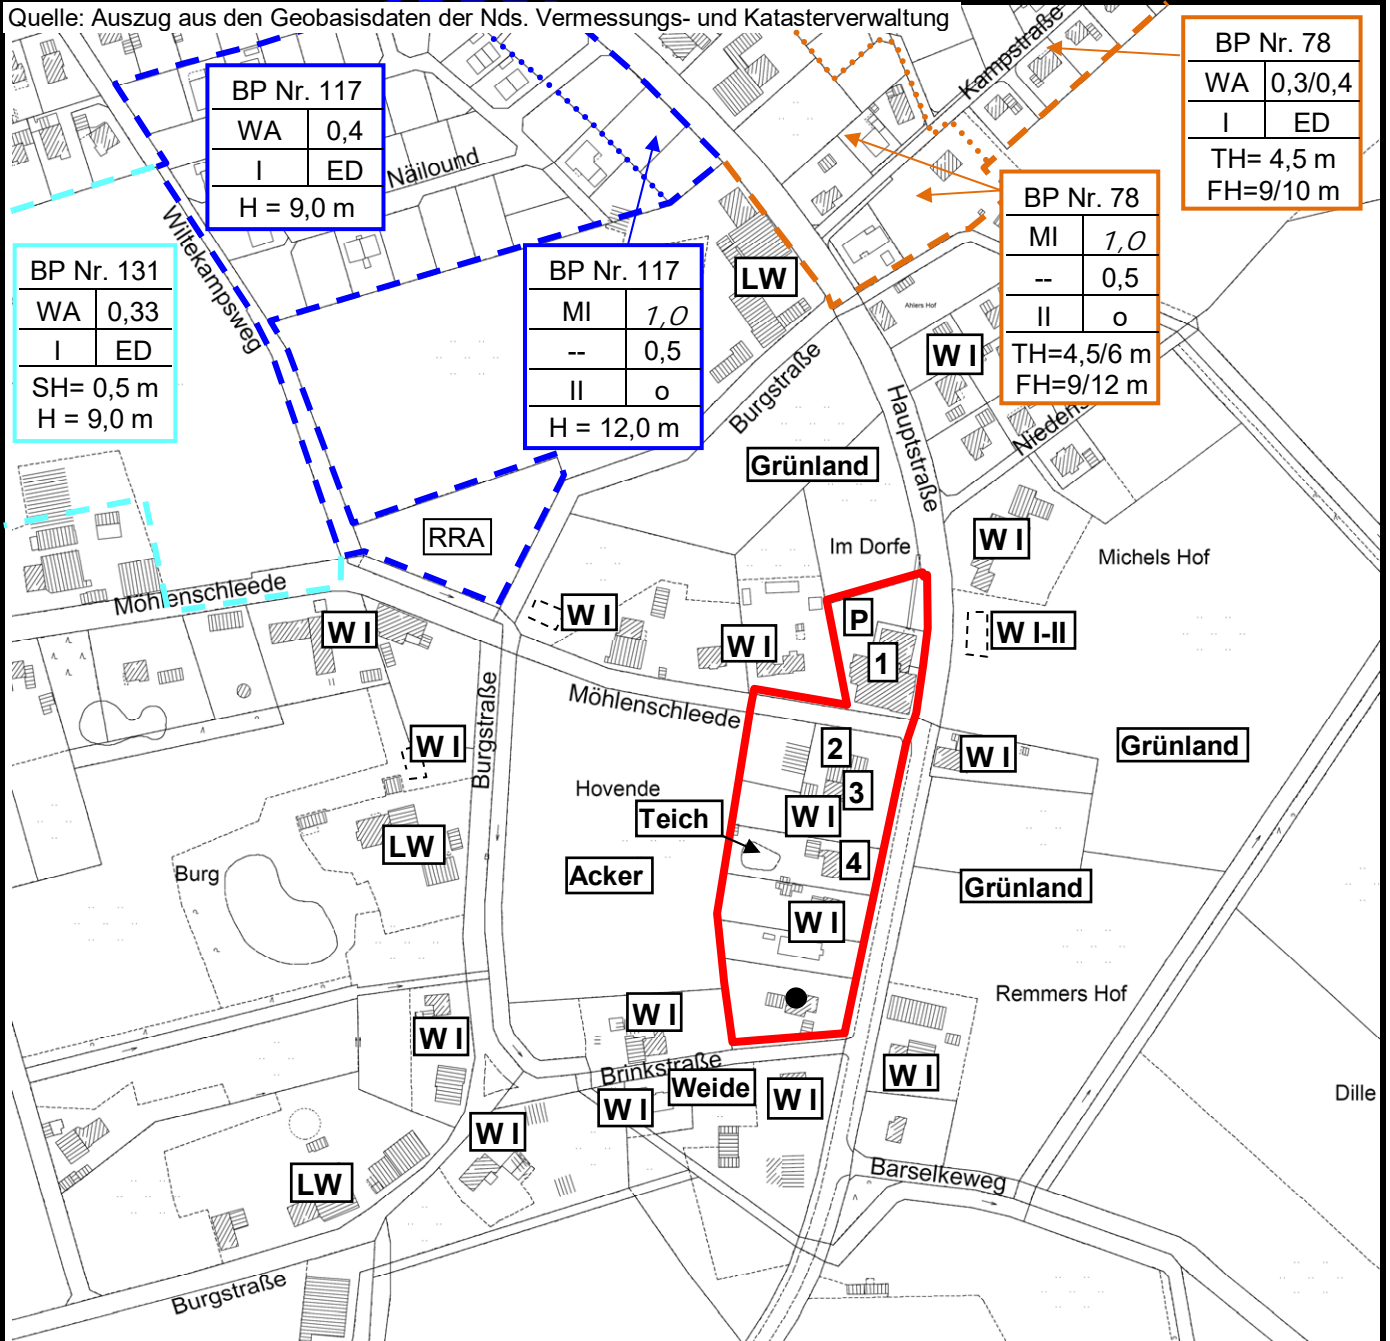 Quelle: Auszug aus den Geobasisdaten der Nds. Vermessungs- und Katasterverwaltung
Kampstraße
BP Nr. 78
WA 0,3/0,4
I ED
TH= 4,5 m
FH=9/10 m
BP Nr. 117
WA 0,4
I ED
H = 9,0 m
Näilound
BP Nr. 78
MI 1,0
-- 0,5
II o
TH=4,5/6 m
FH=9/12 m
Wiltekampsweg
BP Nr. 131
WA 0,33
I ED
SH= 0,5 m
H = 9,0 m
BP Nr. 117
MI 1,0
-- 0,5
II o
H = 12,0 m
LW
Ahlers Hof
W I
Burgstraße
Hauptstraße
Niedens
Grünland
RRA
Im Dorfe
W I
Michels Hof
Möhlenschleede
W I
W I
W I
P
1
W I-II
Möhlenschleede
Burgstraße
W I
2
W I
Grünland
Hovende
3
Teich
W I
LW
4
Burg
Acker
Grünland
W I
Remmers Hof
W I
W I
Brinkstraße
Weide
W I
W I
W I
Dille
W I
LW
Barselkeweg
Burgstraße